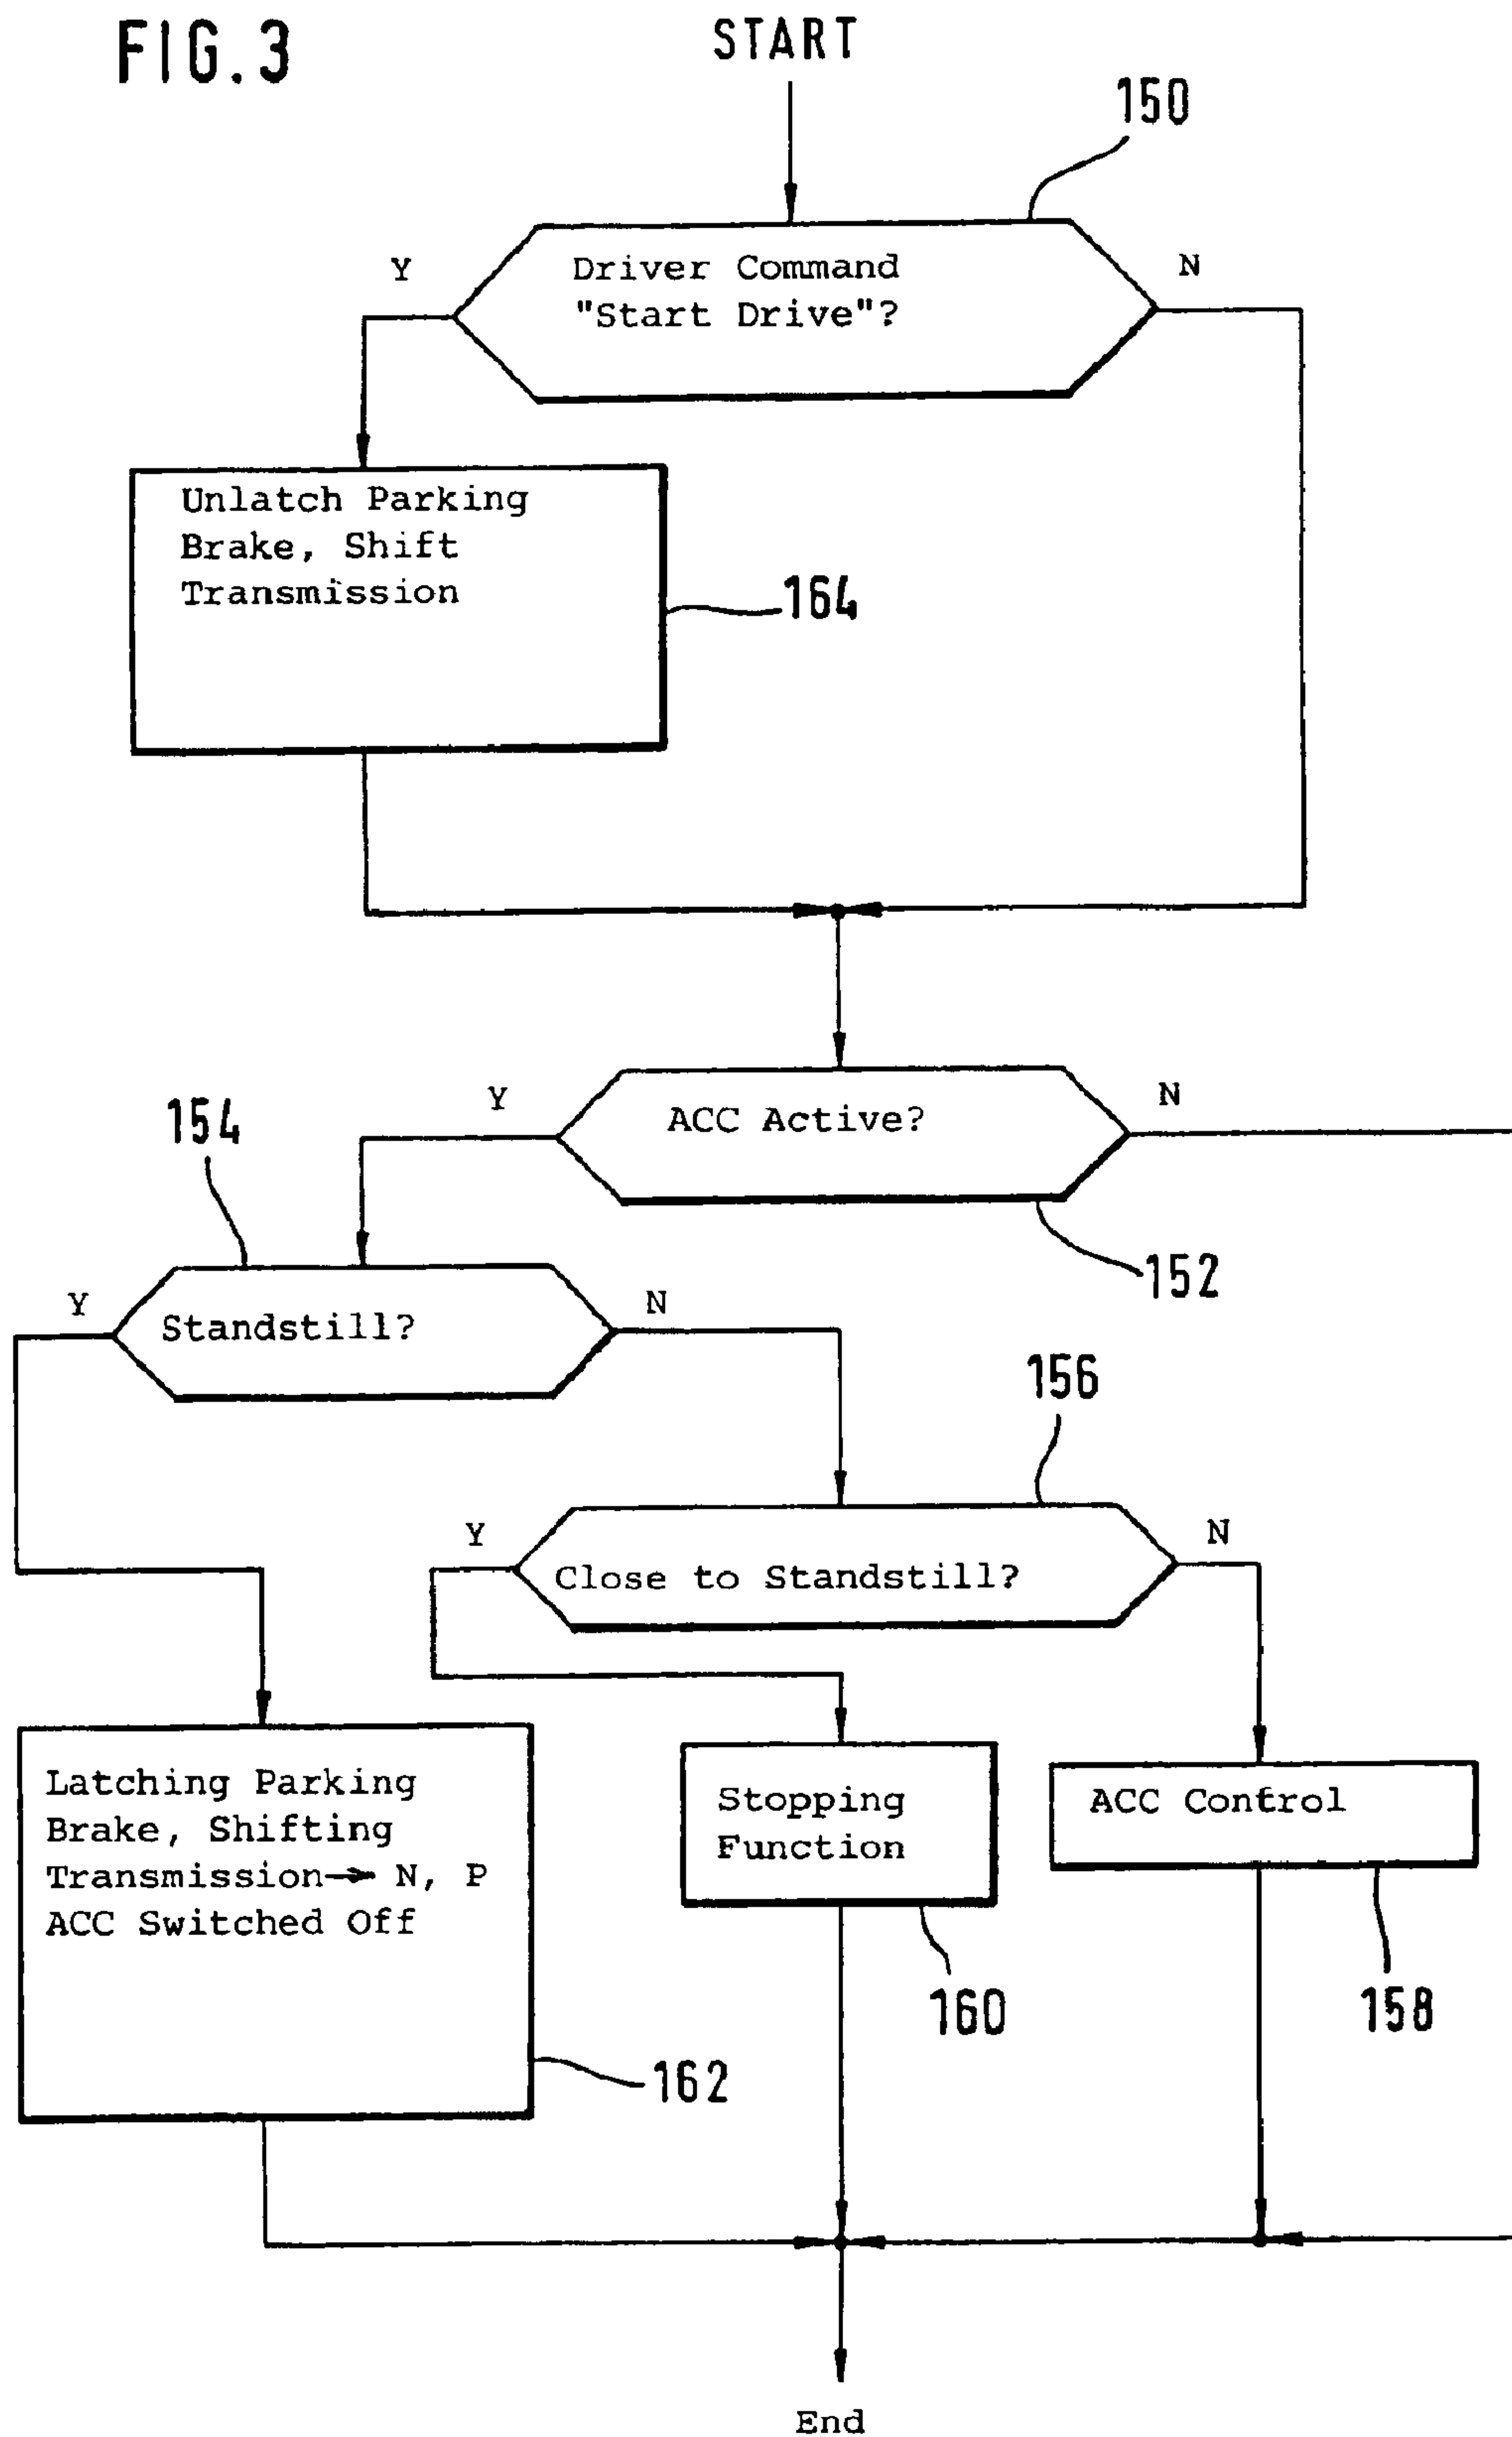 FIG.3
START
150
Y
N
Driver Command
"Start Drive"?
Unlatch Parking
Brake, Shift
Transmission
164
Y
N
ACC Active?
154
152
Y
N
Standstill?
156
Y
N
Close to Standstill?
Latching Parking
Brake, Shifting
Transmission→ N, P
ACC Switched Off
Stopping
Function
ACC Control
160
158
162
End